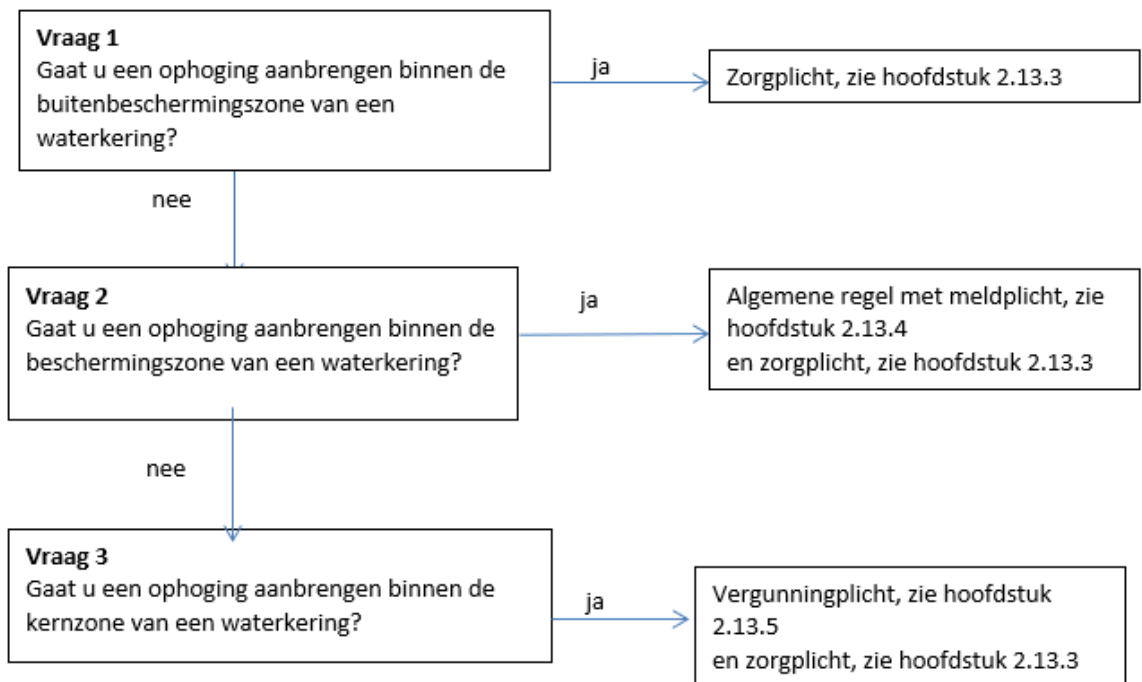 Vraag 1
Gaat u een ophoging aanbrengen binnen de
buitenbeschermingszone van een
waterkering?
ja
Zorgplicht, zie hoofdstuk 2.13.3
nee
Vraag 2
Gaat u een ophoging aanbrengen binnen de
beschermingszone van een waterkering?
ja
Algemene regel met meldplicht, zie
hoofdstuk 2.13.4
en zorgplicht, zie hoofdstuk 2.13.3
nee
Vraag 3
Gaat u een ophoging aanbrengen binnen de
kernzone van een waterkering?
ja
Vergunningplicht, zie hoofdstuk
2.13.5
en zorgplicht, zie hoofdstuk 2.13.3